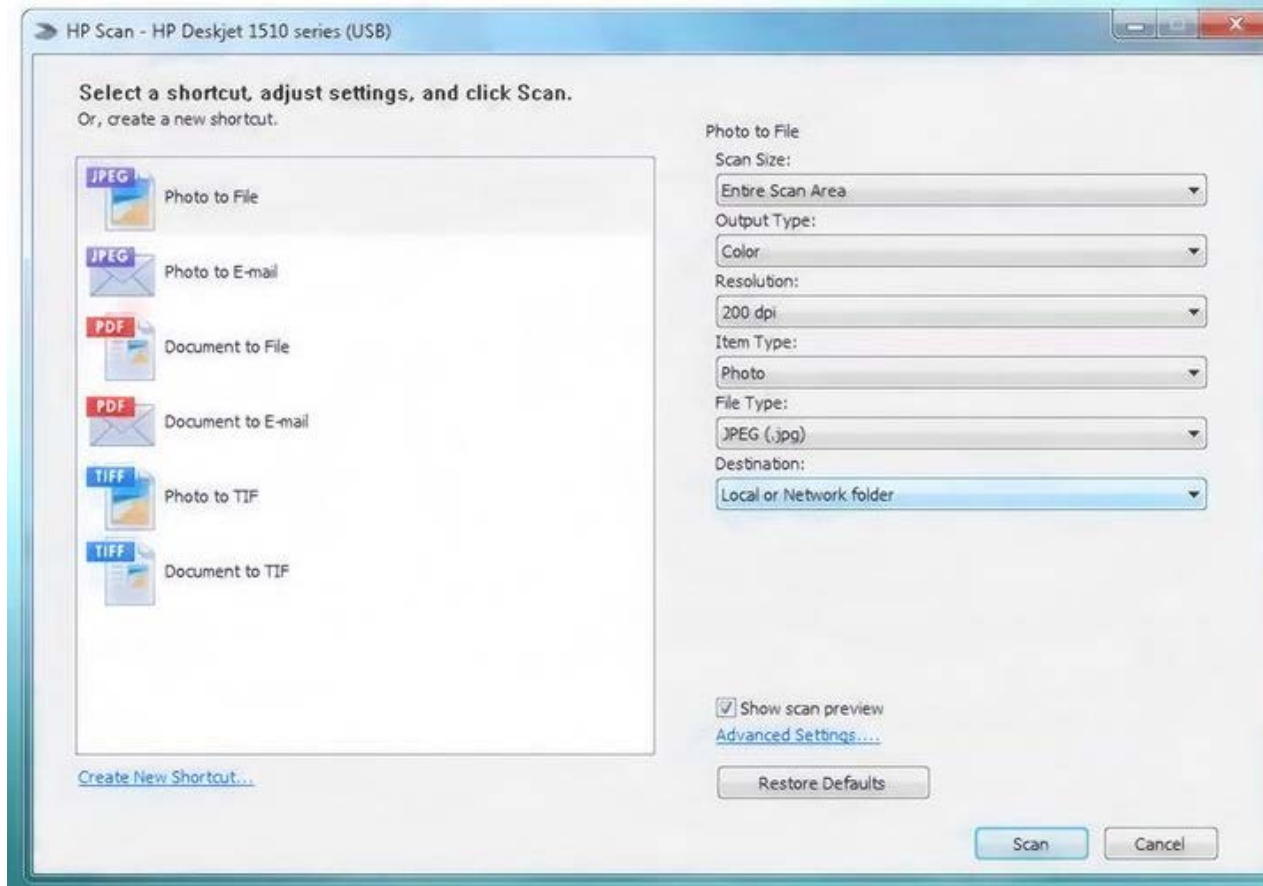 HP Scan - HP Deskjet 1510 series (USB)
Select a shortcut, adjust settings, and click Scan.
Or, create a new shortcut.
JPEG
Photo to File
JPEG
Photo to E-mail
PDF
Document to File
PDF
Document to E-mail
TIFF
Photo to TIF
TIFF
Document to TIF
Create New Shortcut...
Photo to File
Scan Size:
Entire Scan Area
Output Type:
Color
Resolution:
200 dpi
Item Type:
Photo
File Type:
JPEG (.jpg)
Destination:
Local or Network folder
Show scan preview
Advanced Settings....
Restore Defaults
Scan
Cancel